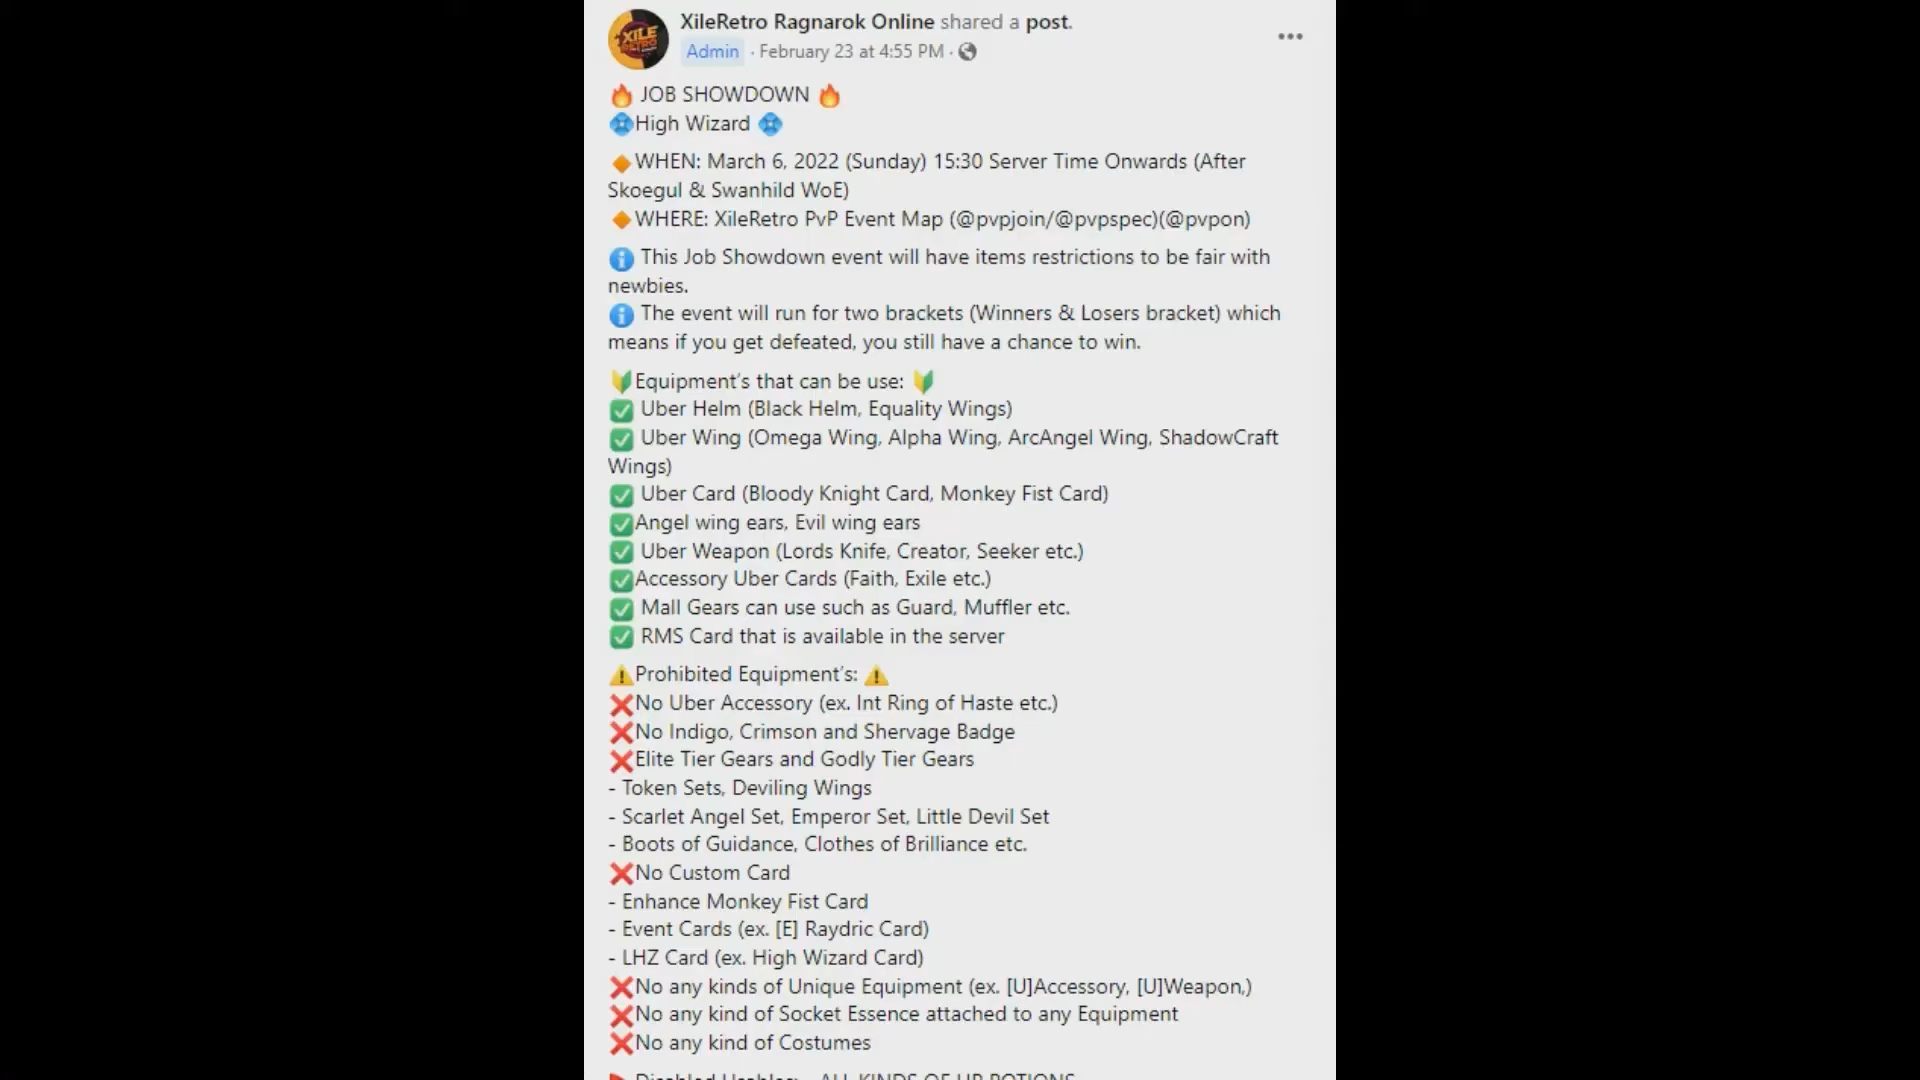 XileRetro Ragnarok Online shared a post.
Admin · February 23 at 4:55 PM ·
XILE RETRO
JOB SHOWDOWN
High Wizard
WHEN: March 6, 2022 (Sunday) 15:30 Server Time Onwards (After
Skoegul & Swanhild WoE)
WHERE: XileRetro PvP Event Map (@pvpjoin/@pvpspec)(@pvpon)
This Job Showdown event will have items restrictions to be fair with
newbies.
The event will run for two brackets (Winners & Losers bracket) which
means if you get defeated, you still have a chance to win.
Equipment's that can be use:
Uber Helm (Black Helm, Equality Wings)
Uber Wing (Omega Wing, Alpha Wing, ArcAngel Wing, ShadowCraft
Wings)
Uber Card (Bloody Knight Card, Monkey Fist Card)
Angel wing ears, Evil wing ears
Uber Weapon (Lords Knife, Creator, Seeker etc.)
Accessory Uber Cards (Faith, Exile etc.)
Mall Gears can use such as Guard, Muffler etc.
RMS Card that is available in the server
Prohibited Equipment's:
No Uber Accessory (ex. Int Ring of Haste etc.)
No Indigo, Crimson and Shervage Badge
Elite Tier Gears and Godly Tier Gears
- Token Sets, Deviling Wings
- Scarlet Angel Set, Emperor Set, Little Devil Set
- Boots of Guidance, Clothes of Brilliance etc.
No Custom Card
- Enhance Monkey Fist Card
- Event Cards (ex. [E] Raydric Card)
- LHZ Card (ex. High Wizard Card)
No any kinds of Unique Equipment (ex. [U]Accessory, [U]Weapon,)
No any kind of Socket Essence attached to any Equipment
No any kind of Costumes
ALL KINDS OF HP POTIONS